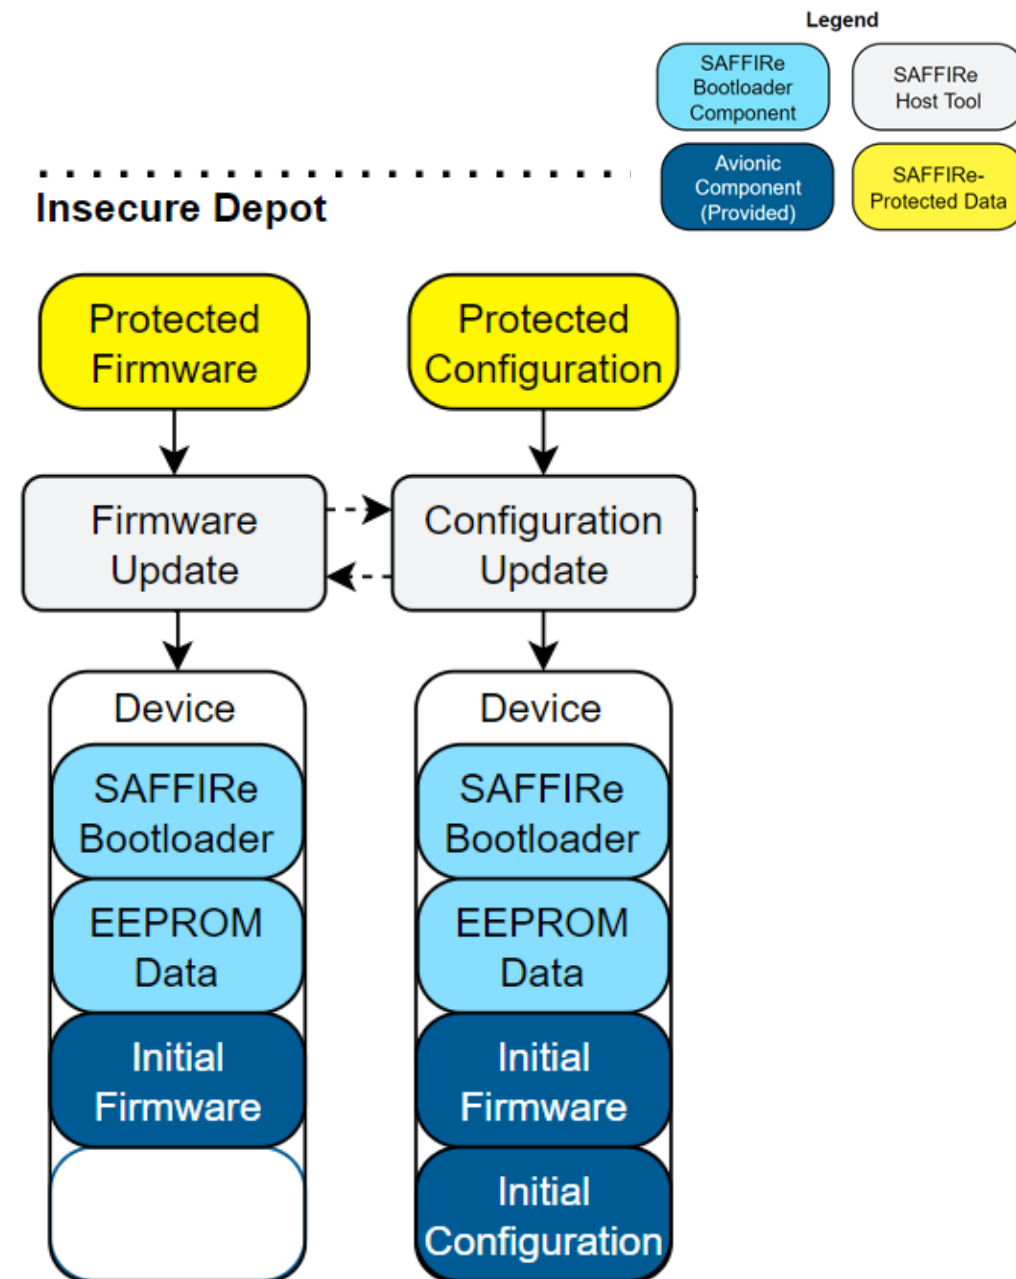 Legend
SAFFIRe
Bootloader
Component
SAFFIRe
Host Tool
Avionic
Component
(Provided)
SAFFIRe-
Protected Data
Insecure Depot
Protected
Firmware
Protected
Configuration
Firmware
Update
Configuration
Update
Device
SAFFIRe
Bootloader
EEPROM
Data
Initial
Firmware
Device
SAFFIRe
Bootloader
EEPROM
Data
Initial
Firmware
Initial
Configuration